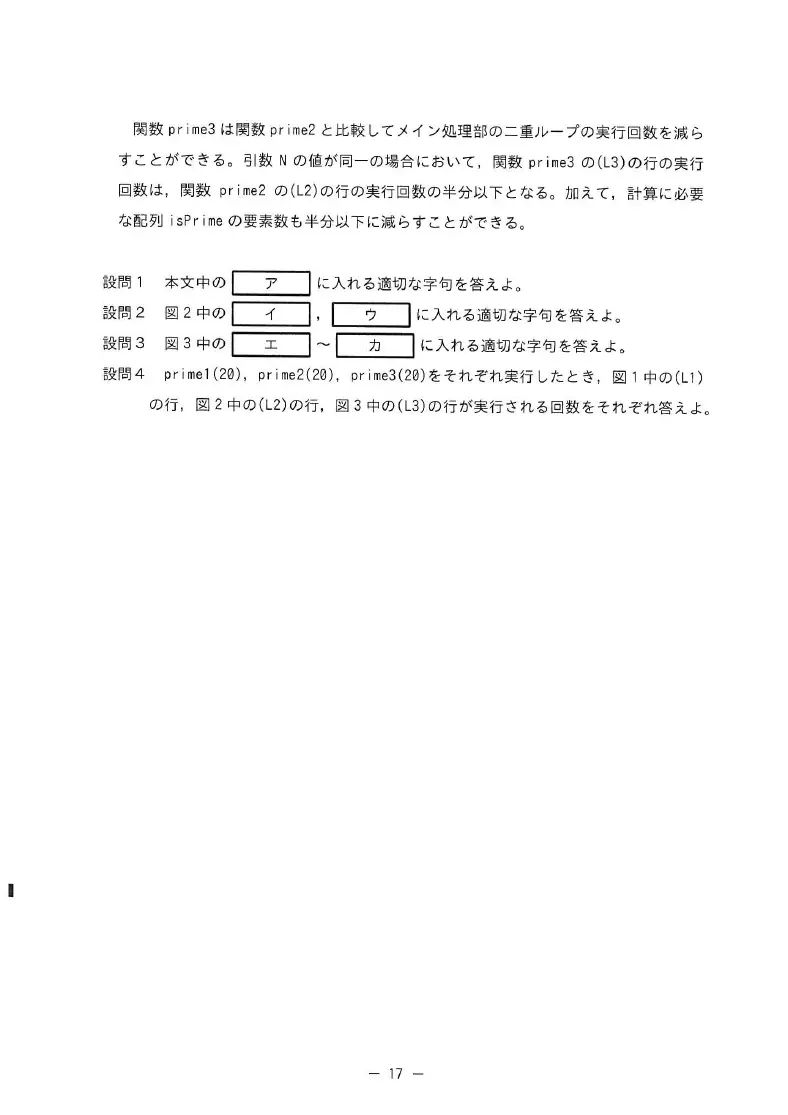 関数 prime3 は関数 prime2 と比較してメイン処理部の二重ループの実行回数を減ら
すことができる。引数 N の値が同一の場合において，関数 prime3 の(L3)の行の実行
回数は，関数 prime2 の(L2)の行の実行回数の半分以下となる。加えて，計算に必要
な配列 isPrime の要素数も半分以下に減らすことができる。
設問１　本文中の ア に入れる適切な字句を答えよ。
設問２　図２中の イ ， ウ に入れる適切な字句を答えよ。
設問３　図３中の エ ～ カ に入れる適切な字句を答えよ。
設問４　prime1(20)，prime2(20)，prime3(20)をそれぞれ実行したとき，図１中の(L1)
の行，図２中の(L2)の行，図３中の(L3)の行が実行される回数をそれぞれ答えよ。
－ 17 －